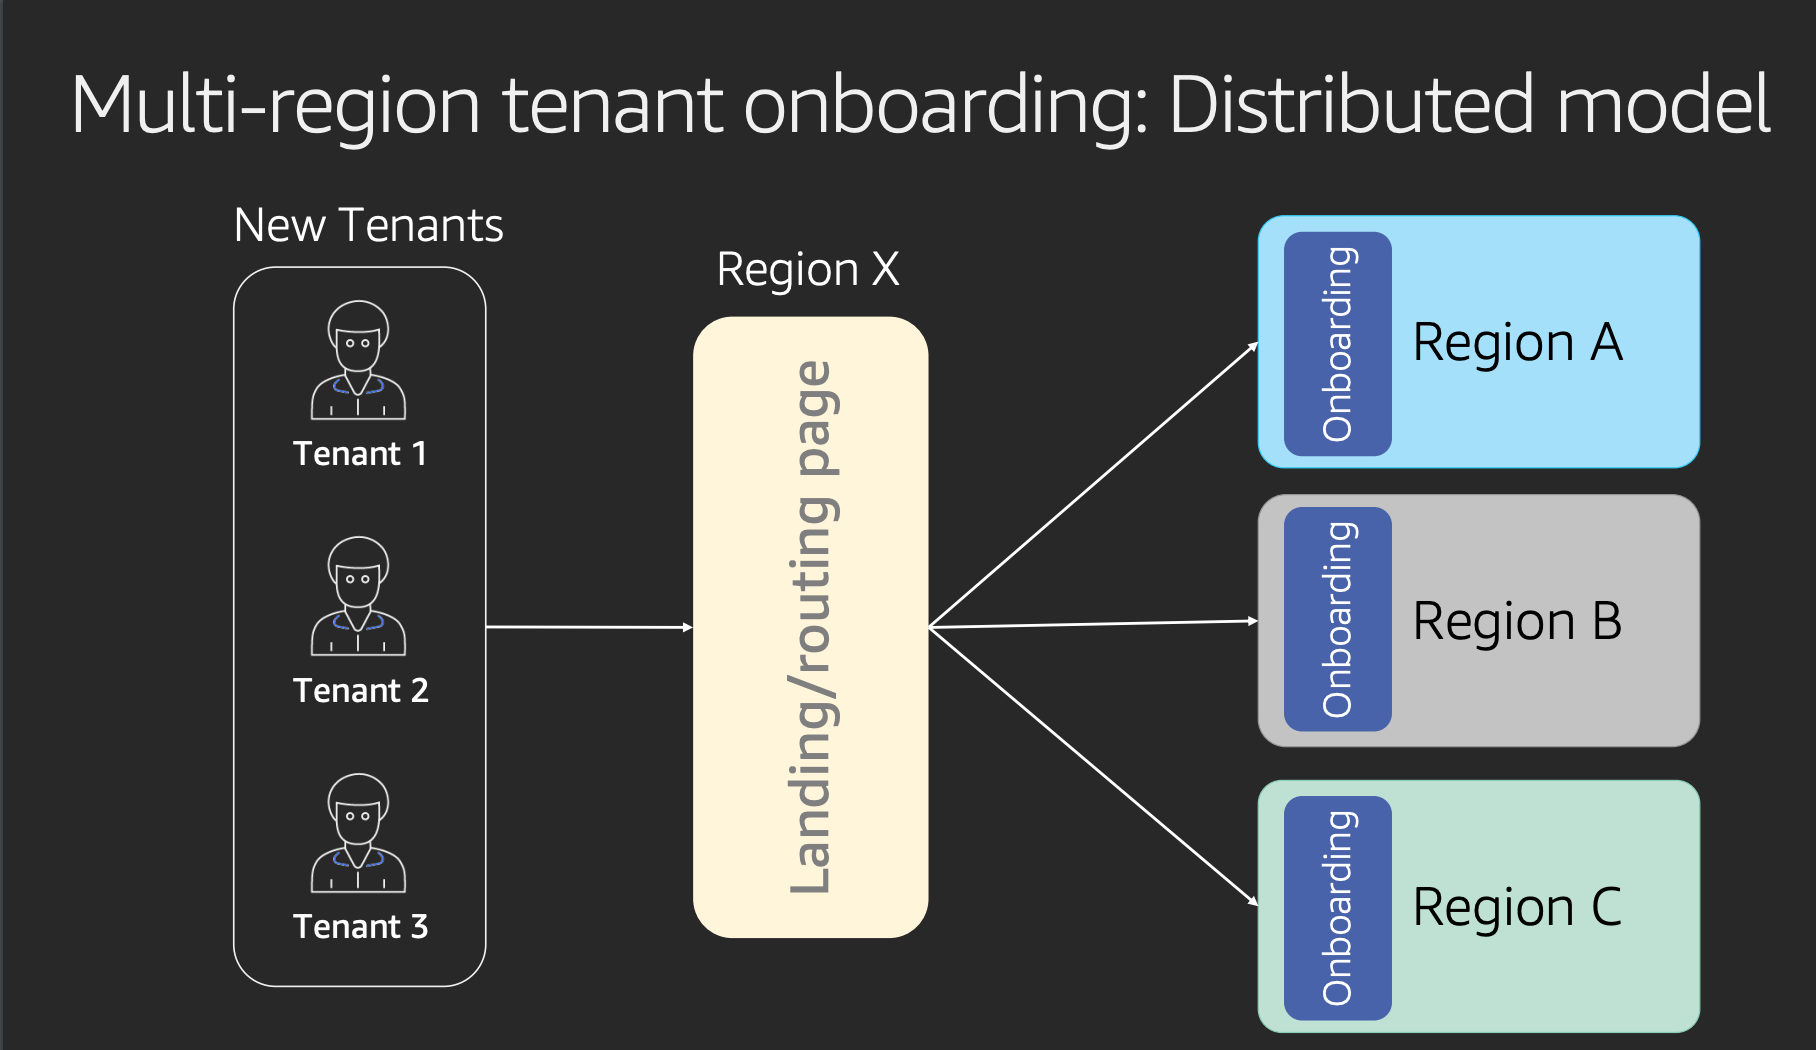 Multi-region tenant onboarding: Distributed model
New Tenants
Tenant 1
Tenant 2
Tenant 3
Region X
Landing/routing page
Onboarding
Region A
Onboarding
Region B
Onboarding
Region C